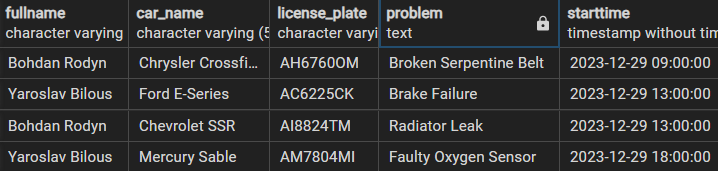 fullname car_name license_plate problem starttime
character varying character varying (5 character varyi text timestamp without tim
Bohdan Rodyn Chrysler Crossfi... AH6760OM Broken Serpentine Belt 2023-12-29 09:00:00
Yaroslav Bilous Ford E-Series AC6225CK Brake Failure 2023-12-29 13:00:00
Bohdan Rodyn Chevrolet SSR AI8824TM Radiator Leak 2023-12-29 13:00:00
Yaroslav Bilous Mercury Sable AM7804MI Faulty Oxygen Sensor 2023-12-29 18:00:00